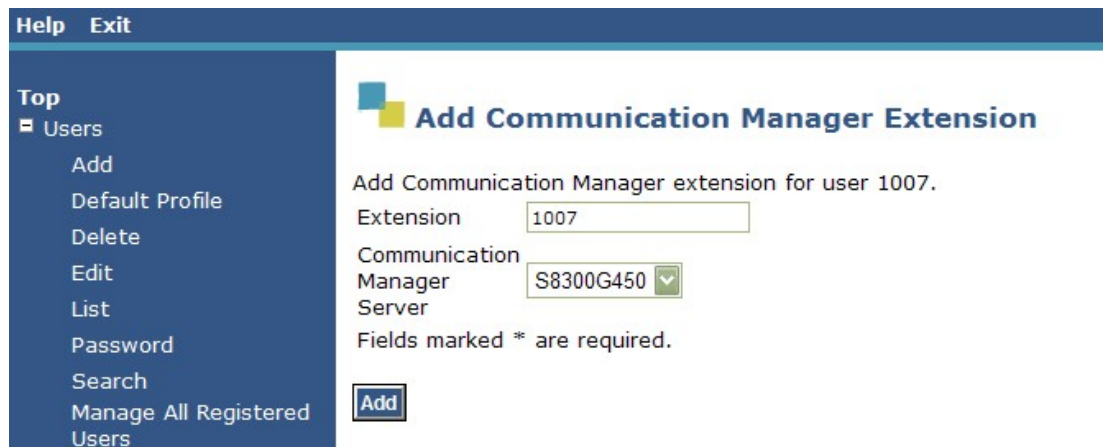 Help Exit
Top
Users
Add
Default Profile
Delete
Edit
List
Password
Search
Manage All Registered
Users
Add Communication Manager Extension
Add Communication Manager extension for user 1007.
Extension 1007
Communication
Manager
Server
S8300G450
Fields marked * are required.
Add